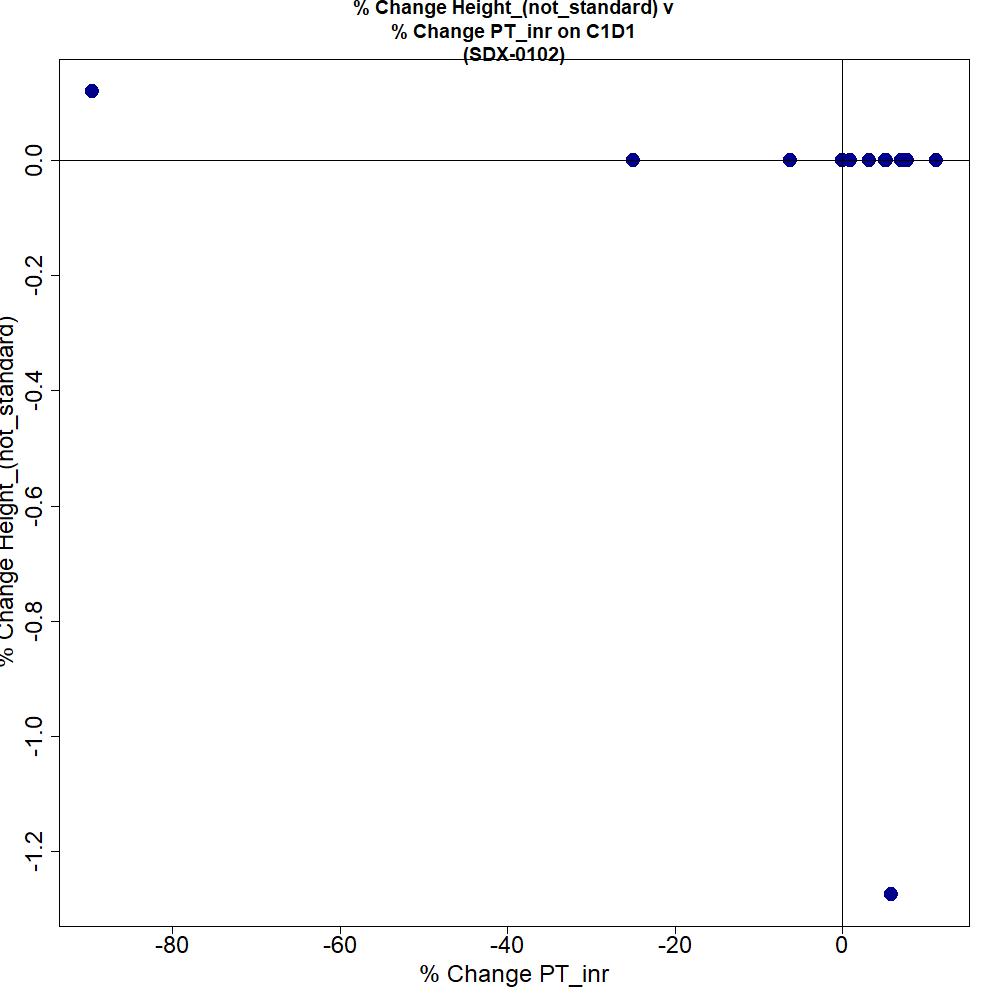 % Change Height_(not_standard) v
% Change PT_inr on C1D1
(SDX-0102)
% Change Height_(not_standard)
0.0
-0.2
-0.4
-0.6
-0.8
-1.0
-1.2
-80
-60
-40
-20
0
% Change PT_inr